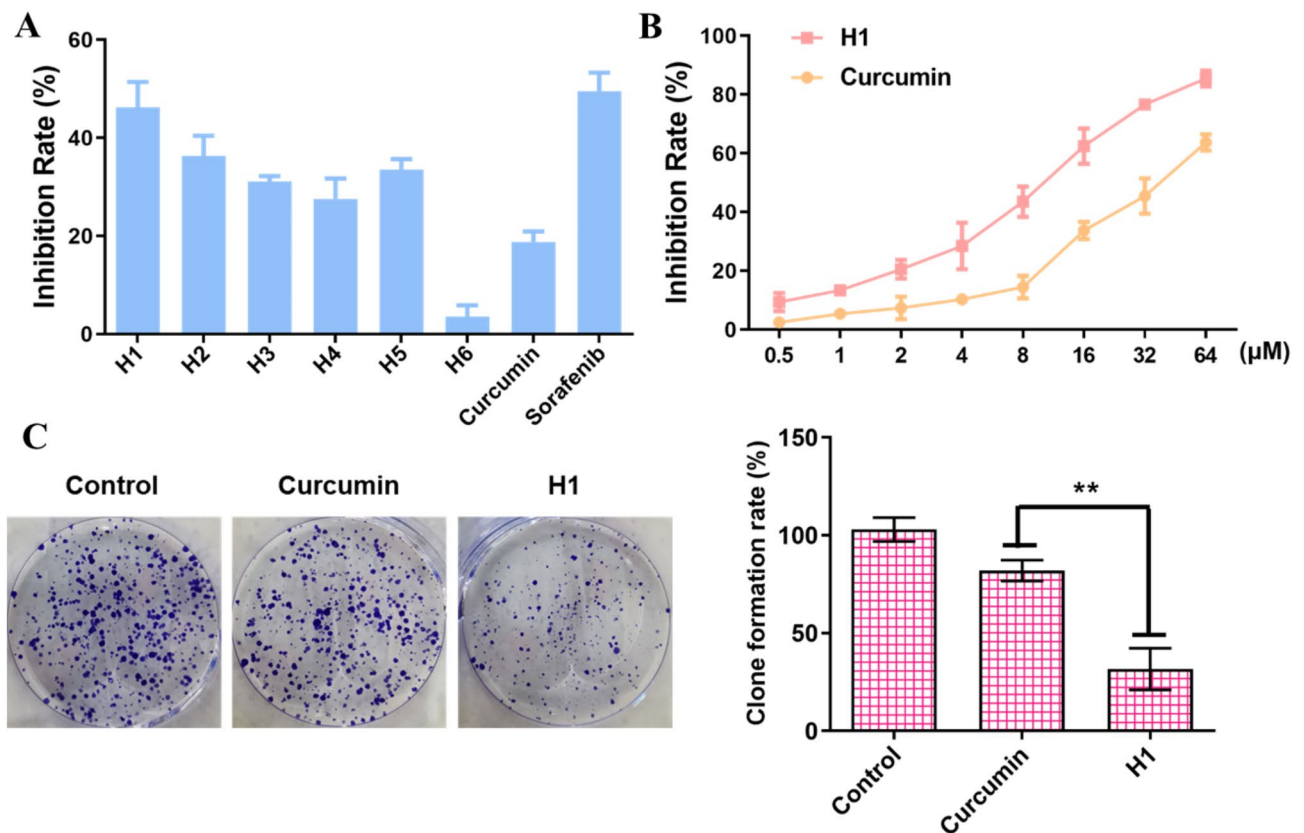 A
Inhibition Rate (%)
60
40
20
0
H1
H2
H3
H4
H5
H6
Curcumin
Sorafenib
B
H1
Curcumin
Inhibition Rate (%)
100
80
60
40
20
0
0.5 1 2 4 8 16 32 64 (μM)
C
Control Curcumin H1
Clone formation rate (%)
150
100
50
0
**
Control
Curcumin
H1